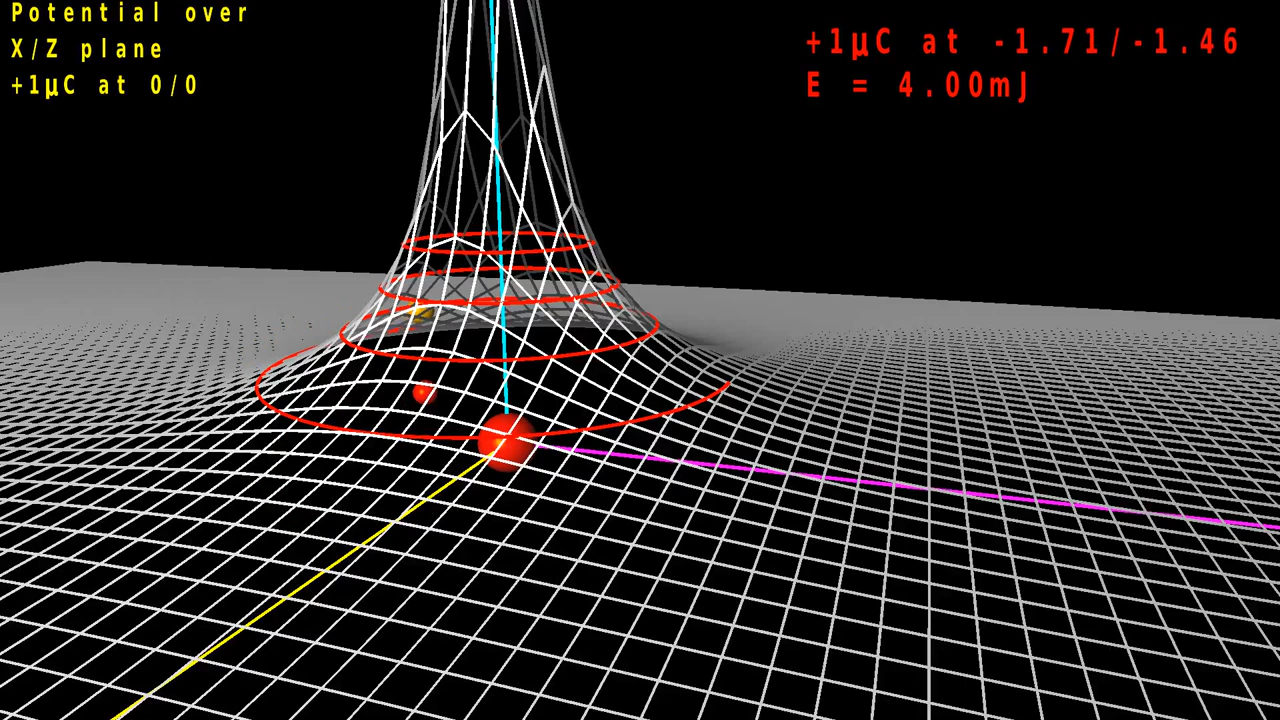 Potential over
X/Z plane
+1µC at 0/0
+1µC at -1.71/-1.46
E = 4.00mJ